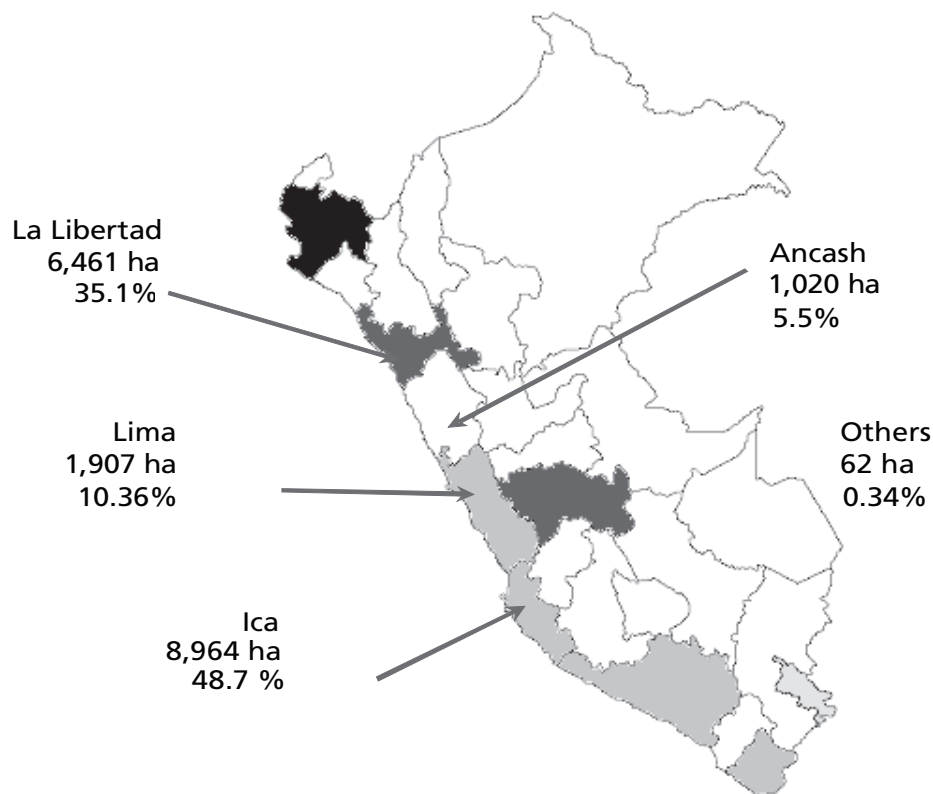 La Libertad
6,461 ha
35.1%
Ancash
1,020 ha
5.5%
Lima
1,907 ha
10.36%
Others
62 ha
0.34%
Ica
8,964 ha
48.7 %